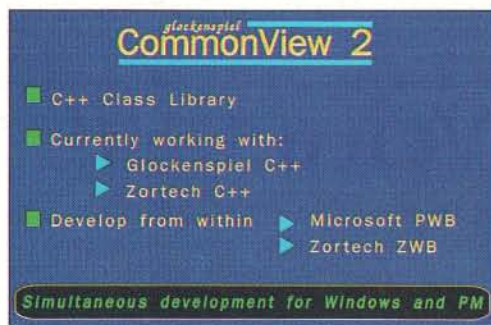 glockenspiel
CommonView 2
C++ Class Library
Currently working with:
Glockenspiel C++
Zortech C++
Develop from within Microsoft PWB
Zortech ZWB
Simultaneous development for Windows and PM